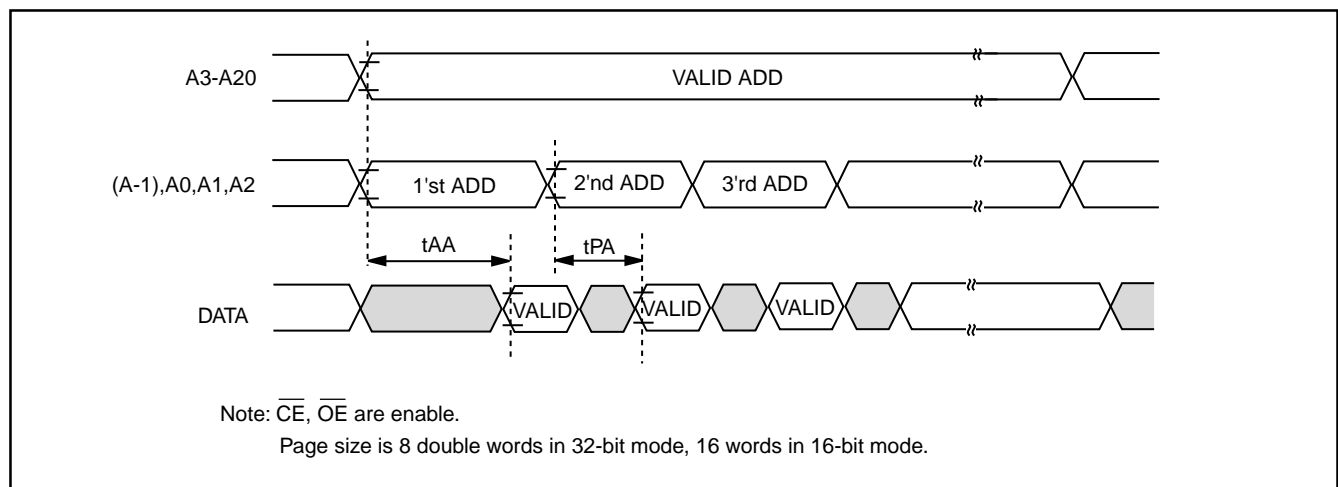 A3-A20
VALID ADD
(A-1),A0,A1,A2
1'st ADD
2'nd ADD
3'rd ADD
tAA
tPA
DATA
VALID
VALID
VALID
Note: CE, OE are enable.
Page size is 8 double words in 32-bit mode, 16 words in 16-bit mode.